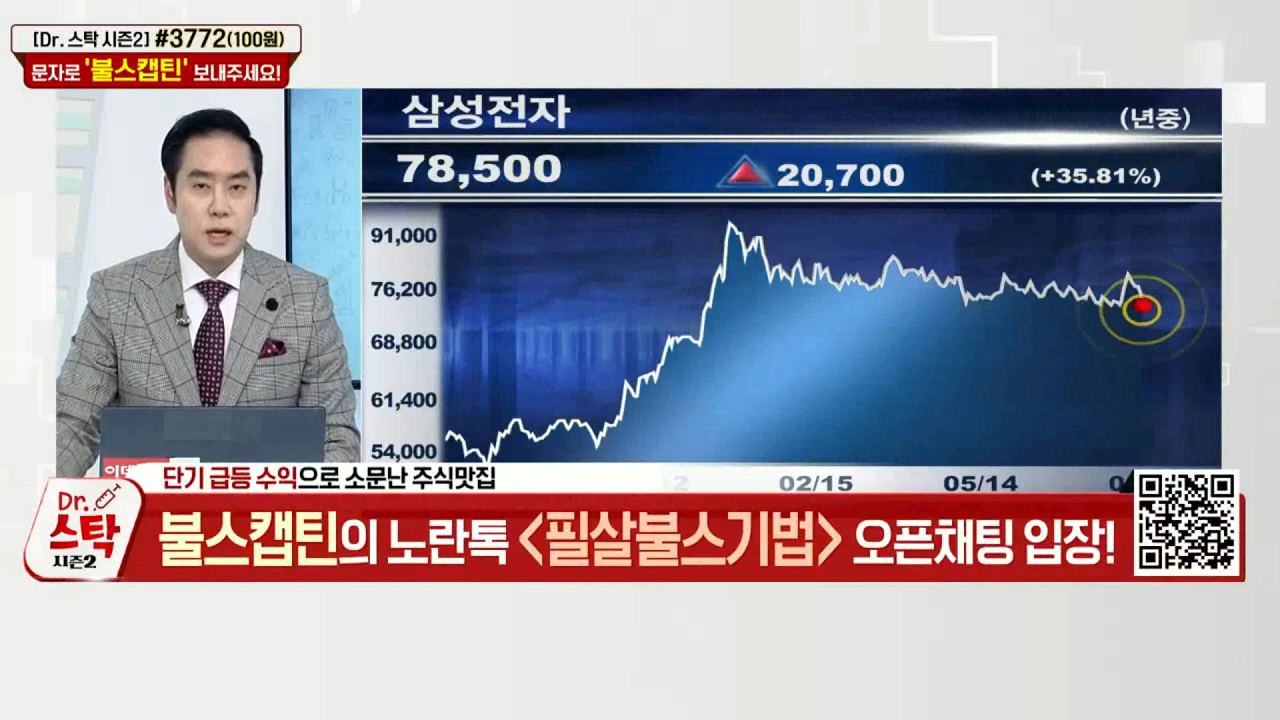 [Dr. 스탁 시즌2] #3772(100원)
문자로 '불스캡틴' 보내주세요!
삼성전자
(년중)
78,500
20,700
(+35.81%)
91,000
76,200
68,800
61,400
54,000
02/15
05/14
단기 급등 수익으로 소문난 주식맛집
Dr.
스탁
시즌2
불스캡틴의 노란톡 <필살불스기법> 오픈채팅 입장!